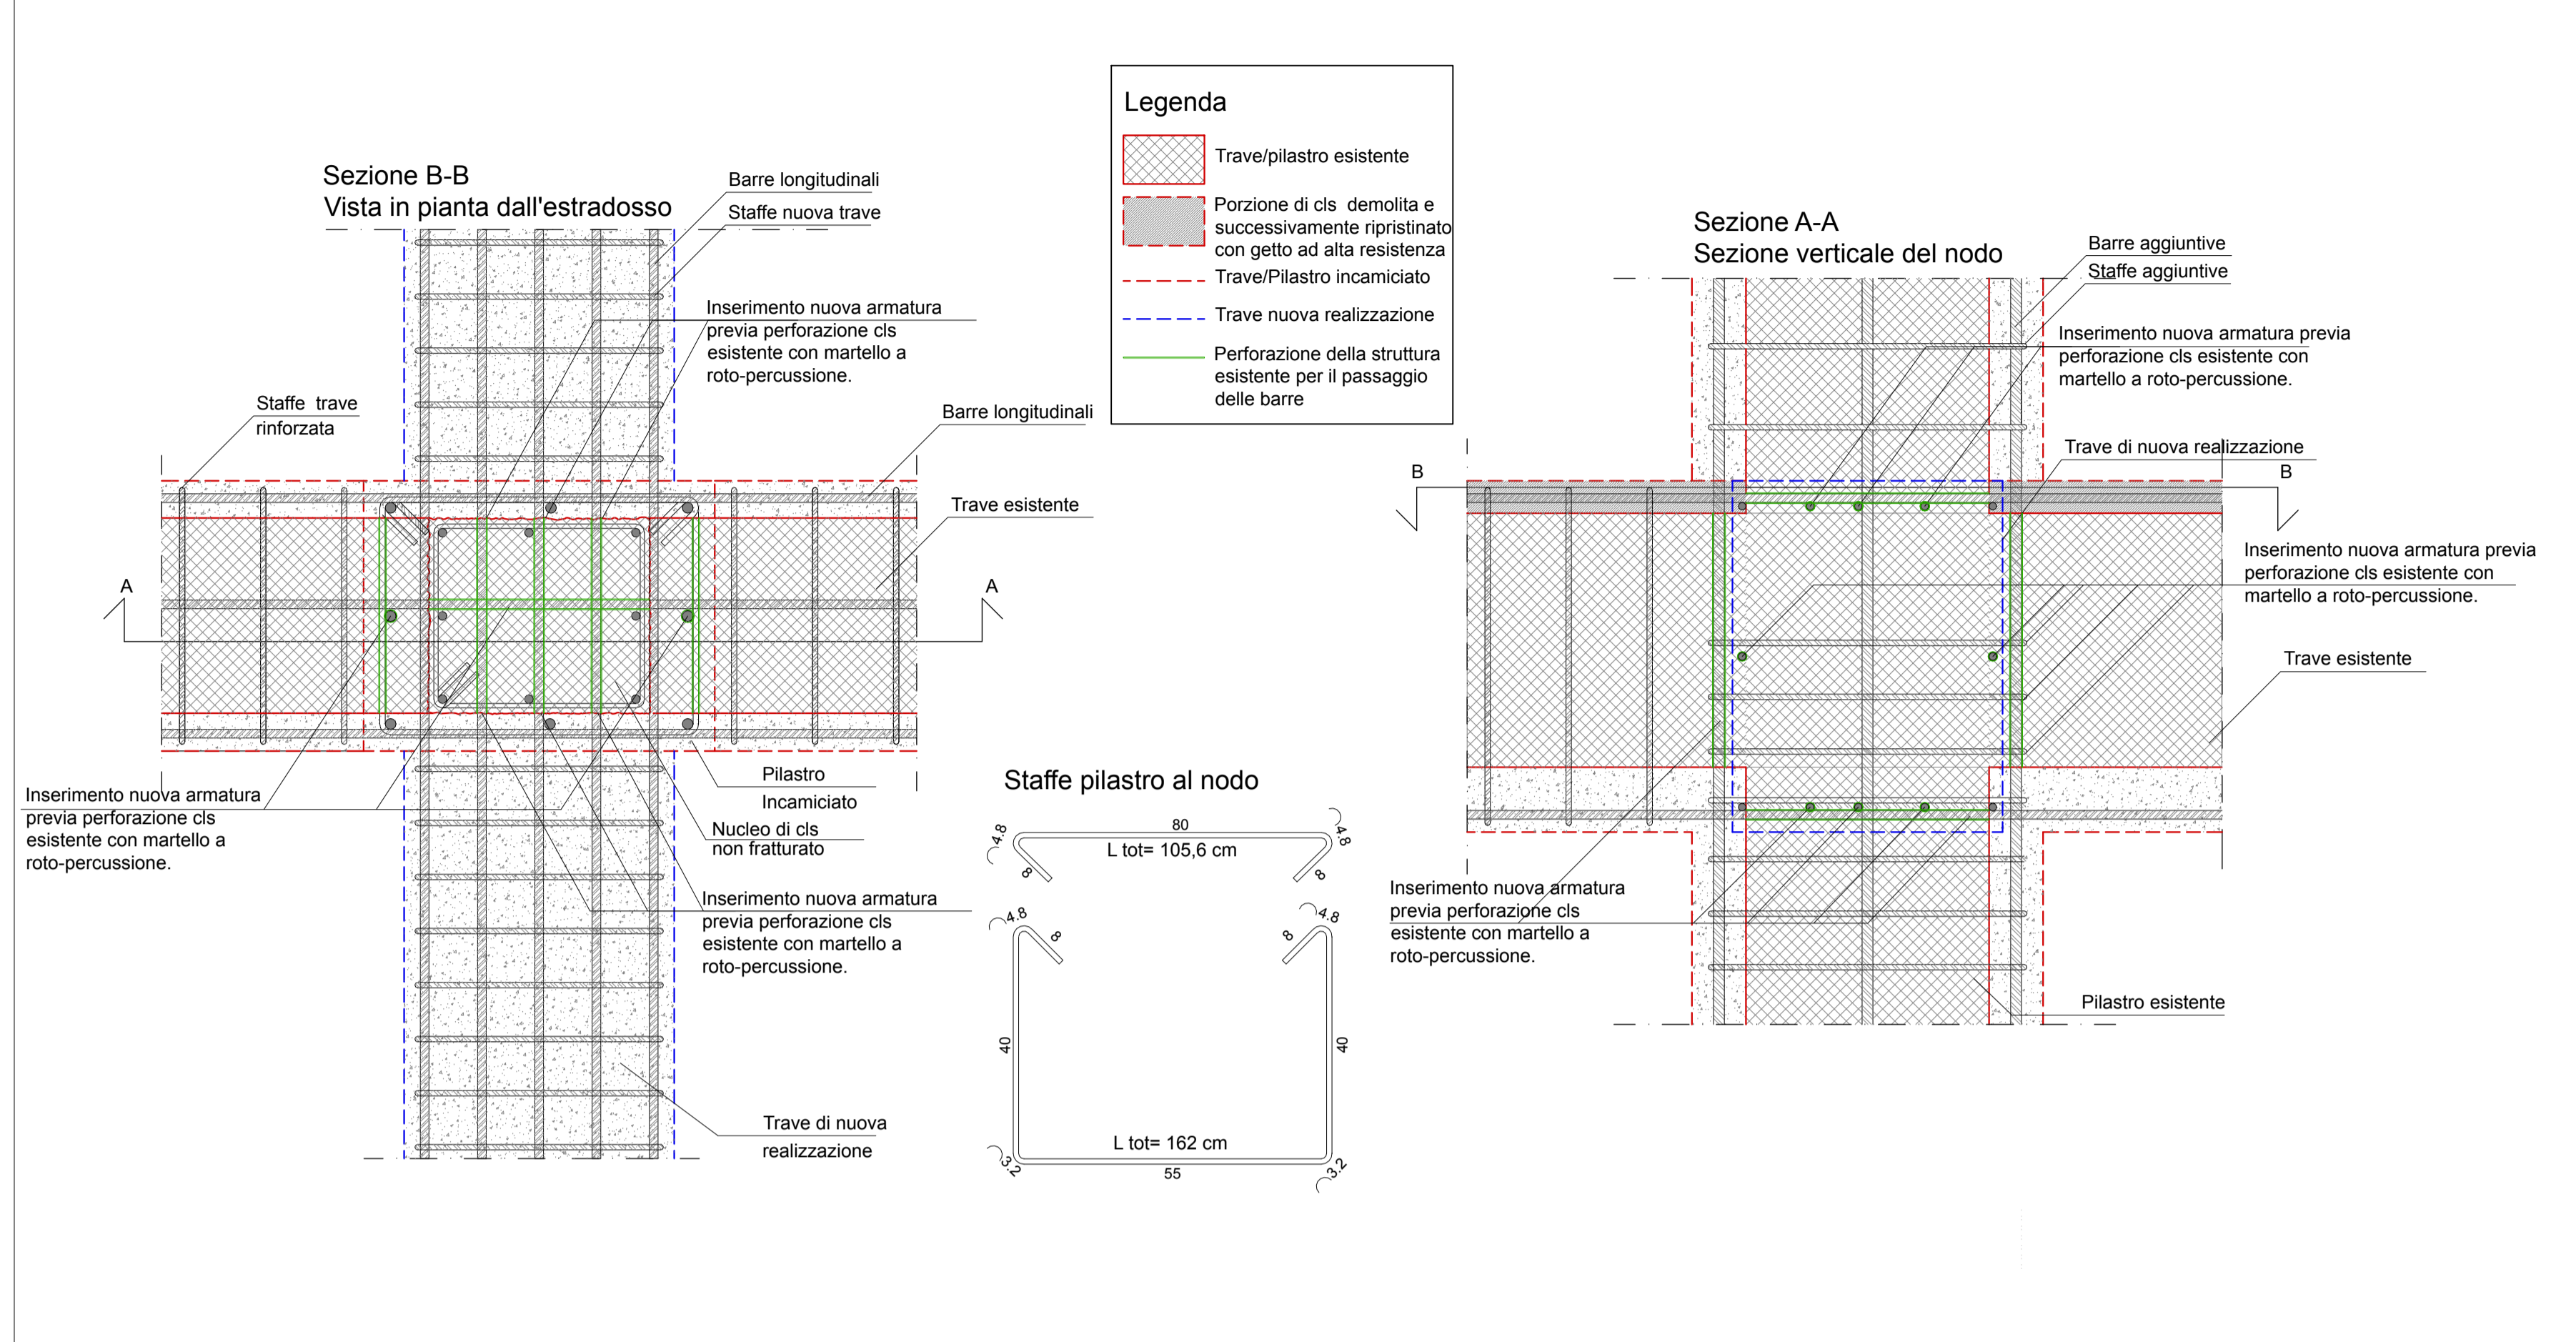 Sezione B-B
Vista in pianta dall'estradosso
Barre longitudinali
Staffe nuova trave
Inserimento nuova armatura
previa perforazione cls
esistente con martello a
roto-percussione.
Staffe trave
rinforzata
Barre longitudinali
Trave esistente
A
A
Inserimento nuova armatura
previa perforazione cls
esistente con martello a
roto-percussione.
Pilastro
Incamiciato
Nucleo di cls
non fratturato
Inserimento nuova armatura
previa perforazione cls
esistente con martello a
roto-percussione.
Trave di nuova
realizzazione
Legenda
Trave/pilastro esistente
Porzione di cls demolita e
successivamente ripristinato
con getto ad alta resistenza
Trave/Pilastro incamiciato
Trave nuova realizzazione
Perforazione della struttura
esistente per il passaggio
delle barre
Staffe pilastro al nodo
4.8
80
4.8
L tot= 105,6 cm
8
8
4.8
4.8
8
8
40
40
L tot= 162 cm
3.2
55
3.2
Sezione A-A
Sezione verticale del nodo
Barre aggiuntive
Staffe aggiuntive
Inserimento nuova armatura previa
perforazione cls esistente con
martello a roto-percussione.
Trave di nuova realizzazione
B
B
Inserimento nuova armatura previa
perforazione cls esistente con
martello a roto-percussione.
Trave esistente
Inserimento nuova armatura
previa perforazione cls
esistente con martello a
roto-percussione.
Pilastro esistente